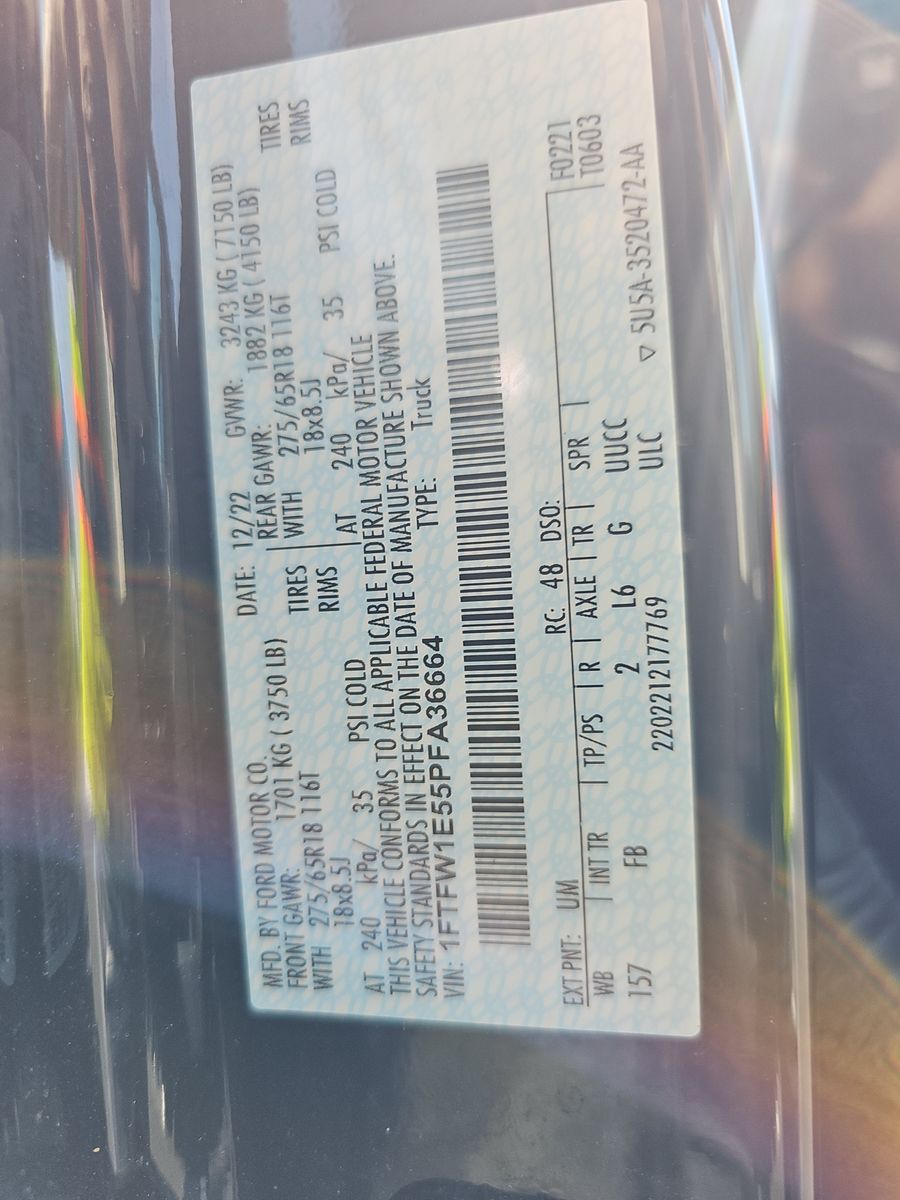 MFD. BY FORD MOTOR CO. DATE: 12/22 GVWR: 3243 KG ( 7150 LB)
FRONT GAWR: 1701 KG ( 3750 LB) REAR GAWR: 1882 KG ( 4150 LB)
WITH 275/65R18 116T TIRES WITH 275/65R18 116T TIRES
18x8.5J RIMS 18x8.5J RIMS
AT 240 kPa/ 35 PSI COLD AT 240 kPa/ 35 PSI COLD
THIS VEHICLE CONFORMS TO ALL APPLICABLE FEDERAL MOTOR VEHICLE
SAFETY STANDARDS IN EFFECT ON THE DATE OF MANUFACTURE SHOWN ABOVE.
VIN: 1FTFW1E55PFA36664 TYPE: Truck
EXT PNT: UM RC: 48 DSO: F0221
WB | INT TR | TP/PS | R | AXLE | TR | SPR | T0603
157 FB 2 L6 G UUCC
2202212177769 ULC ▽ 5U5A-3520472-AA